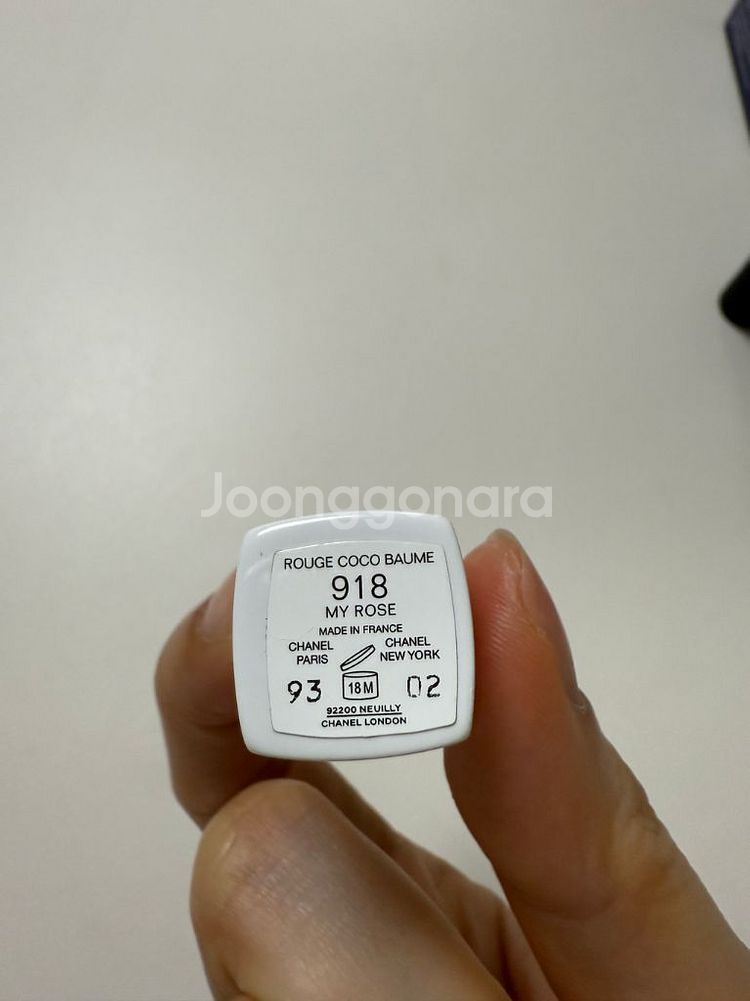 Joonggonara
ROUGE COCO BAUME
918
MY ROSE
MADE IN FRANCE
CHANEL PARIS
CHANEL NEW YORK
93 18M 02
92200 NEUILLY
CHANEL LONDON